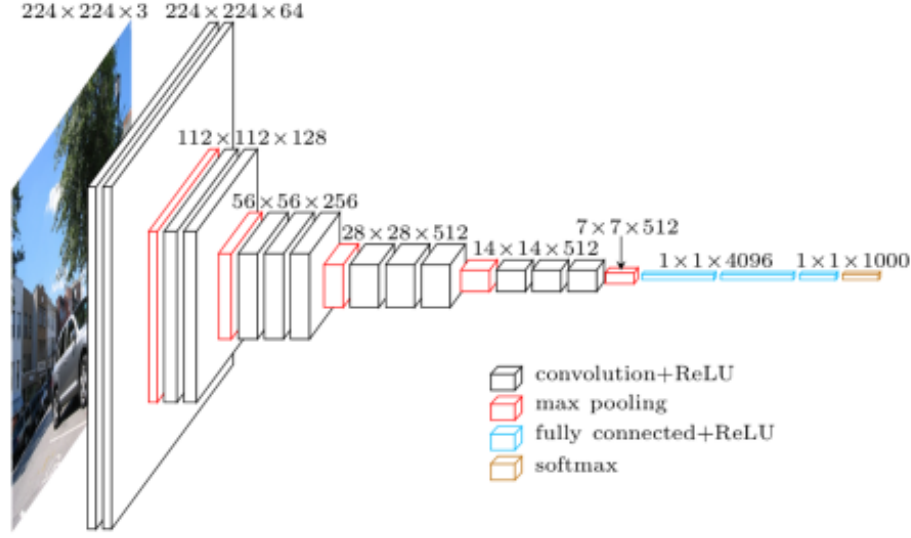 224×224×3
224×224×64
112×112×128
56×56×256
28×28×512
14×14×512
7×7×512
1×1×4096
1×1×1000
convolution+ReLU
max pooling
fully connected+ReLU
softmax